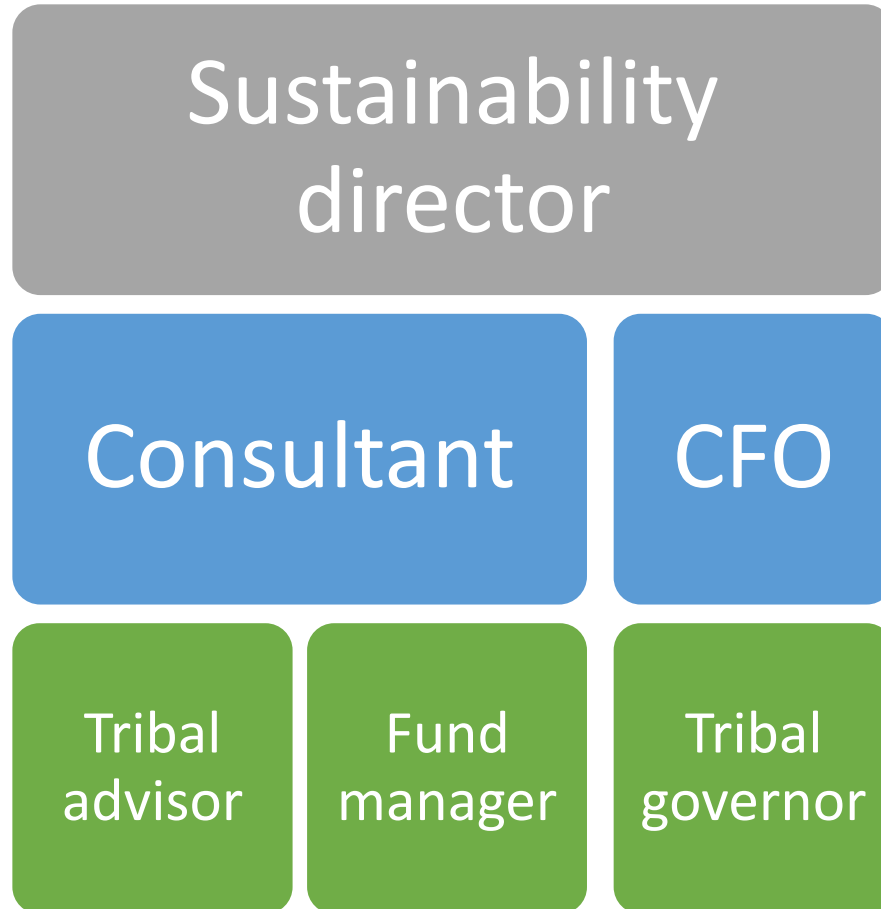 Sustainability
director
Consultant
CFO
Tribal
advisor
Fund
manager
Tribal
governor